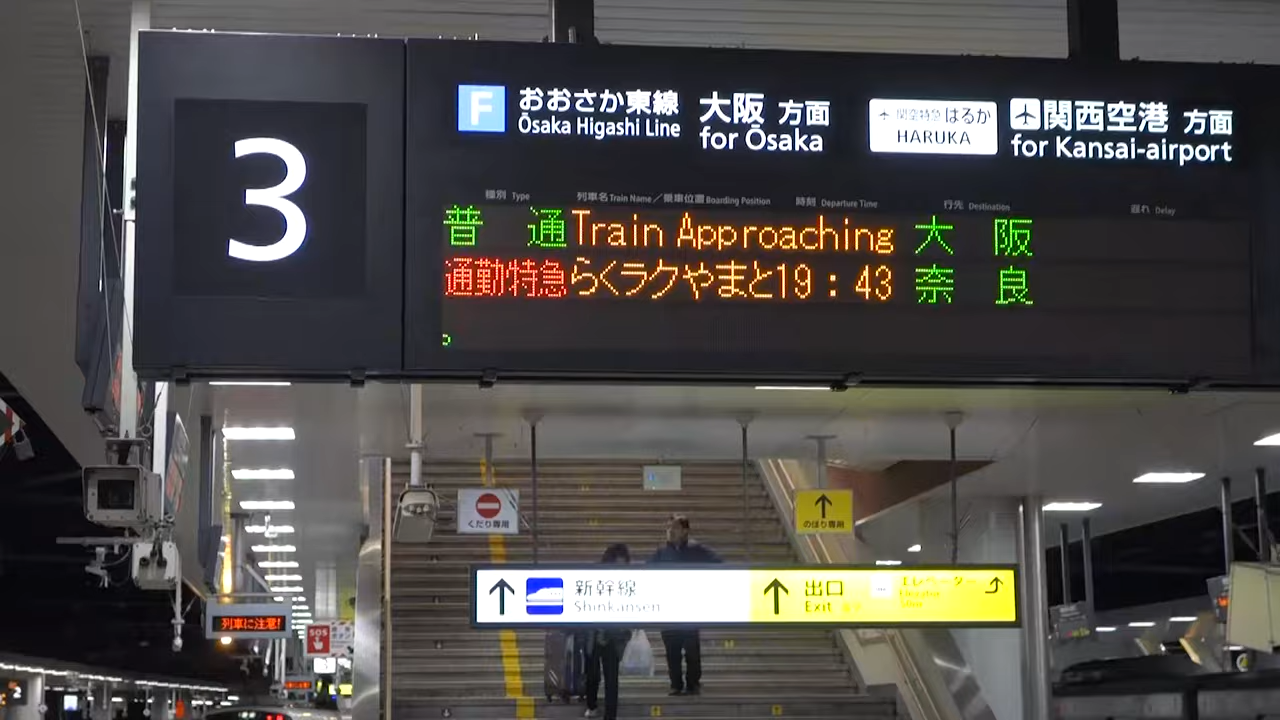 3
F おおさか東線 大阪 方面
Ōsaka Higashi Line for Ōsaka
関空特急 はるか 関西空港 方面
HARUKA for Kansai-airport
種別 Type 列車名 Train Name／乗車位置 Boarding Position 時刻 Departure Time 行先 Destination 遅れ Delay
普通 Train Approaching 大阪
通勤特急 らくラクやまと 19：43 奈良
くだり専用
のぼり専用
新幹線
Shinkansen
出口
Exit
エレベーター
Elevator
列車に注意!
SOS